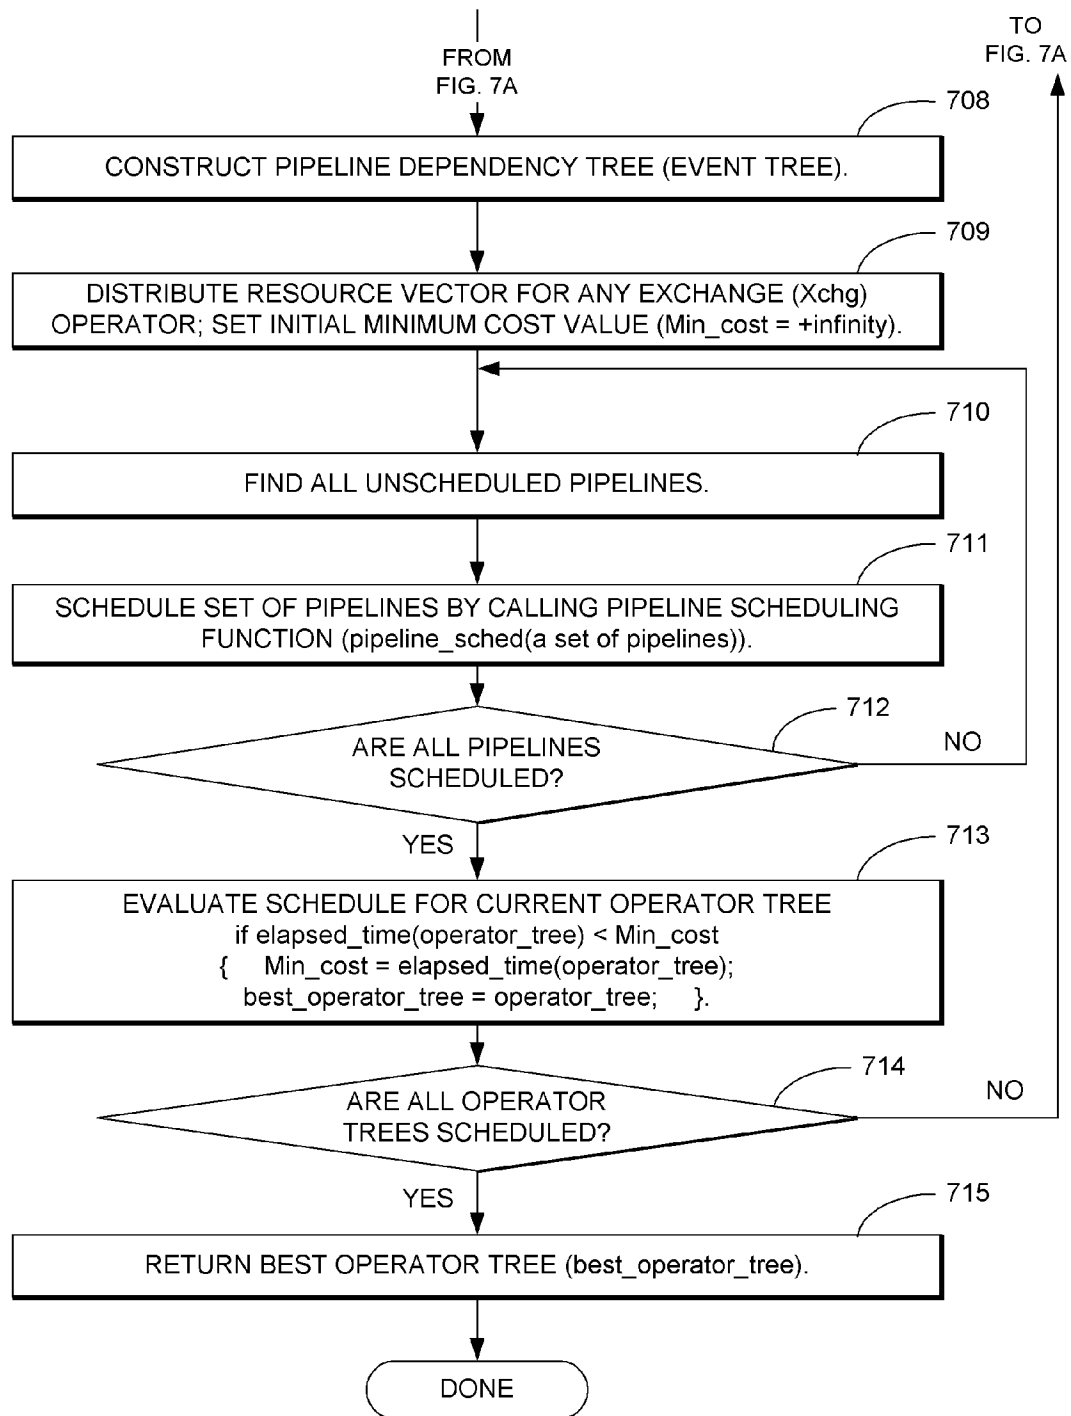 FROM
FIG. 7A
TO
FIG. 7A
708
CONSTRUCT PIPELINE DEPENDENCY TREE (EVENT TREE).
709
DISTRIBUTE RESOURCE VECTOR FOR ANY EXCHANGE (Xchg)
OPERATOR; SET INITIAL MINIMUM COST VALUE (Min_cost = +infinity).
710
FIND ALL UNSCHEDULED PIPELINES.
711
SCHEDULE SET OF PIPELINES BY CALLING PIPELINE SCHEDULING
FUNCTION (pipeline_sched(a set of pipelines)).
712
ARE ALL PIPELINES
SCHEDULED?
NO
YES
713
EVALUATE SCHEDULE FOR CURRENT OPERATOR TREE
if elapsed_time(operator_tree) < Min_cost
{ Min_cost = elapsed_time(operator_tree);
best_operator_tree = operator_tree; }.
714
ARE ALL OPERATOR
TREES SCHEDULED?
NO
YES
715
RETURN BEST OPERATOR TREE (best_operator_tree).
DONE